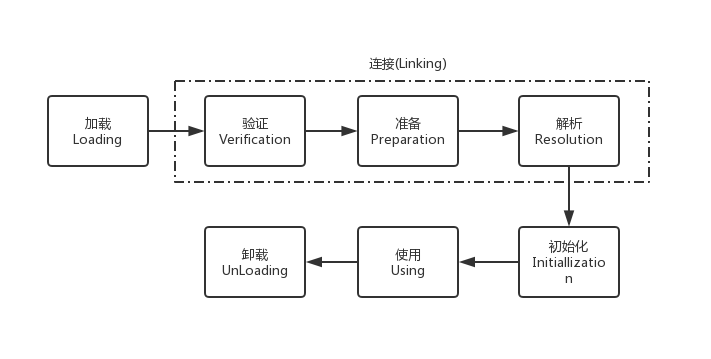 连接(Linking)
加载
Loading
验证
Verification
准备
Preparation
解析
Resolution
初始化
Initiallizatio
n
使用
Using
卸载
UnLoading